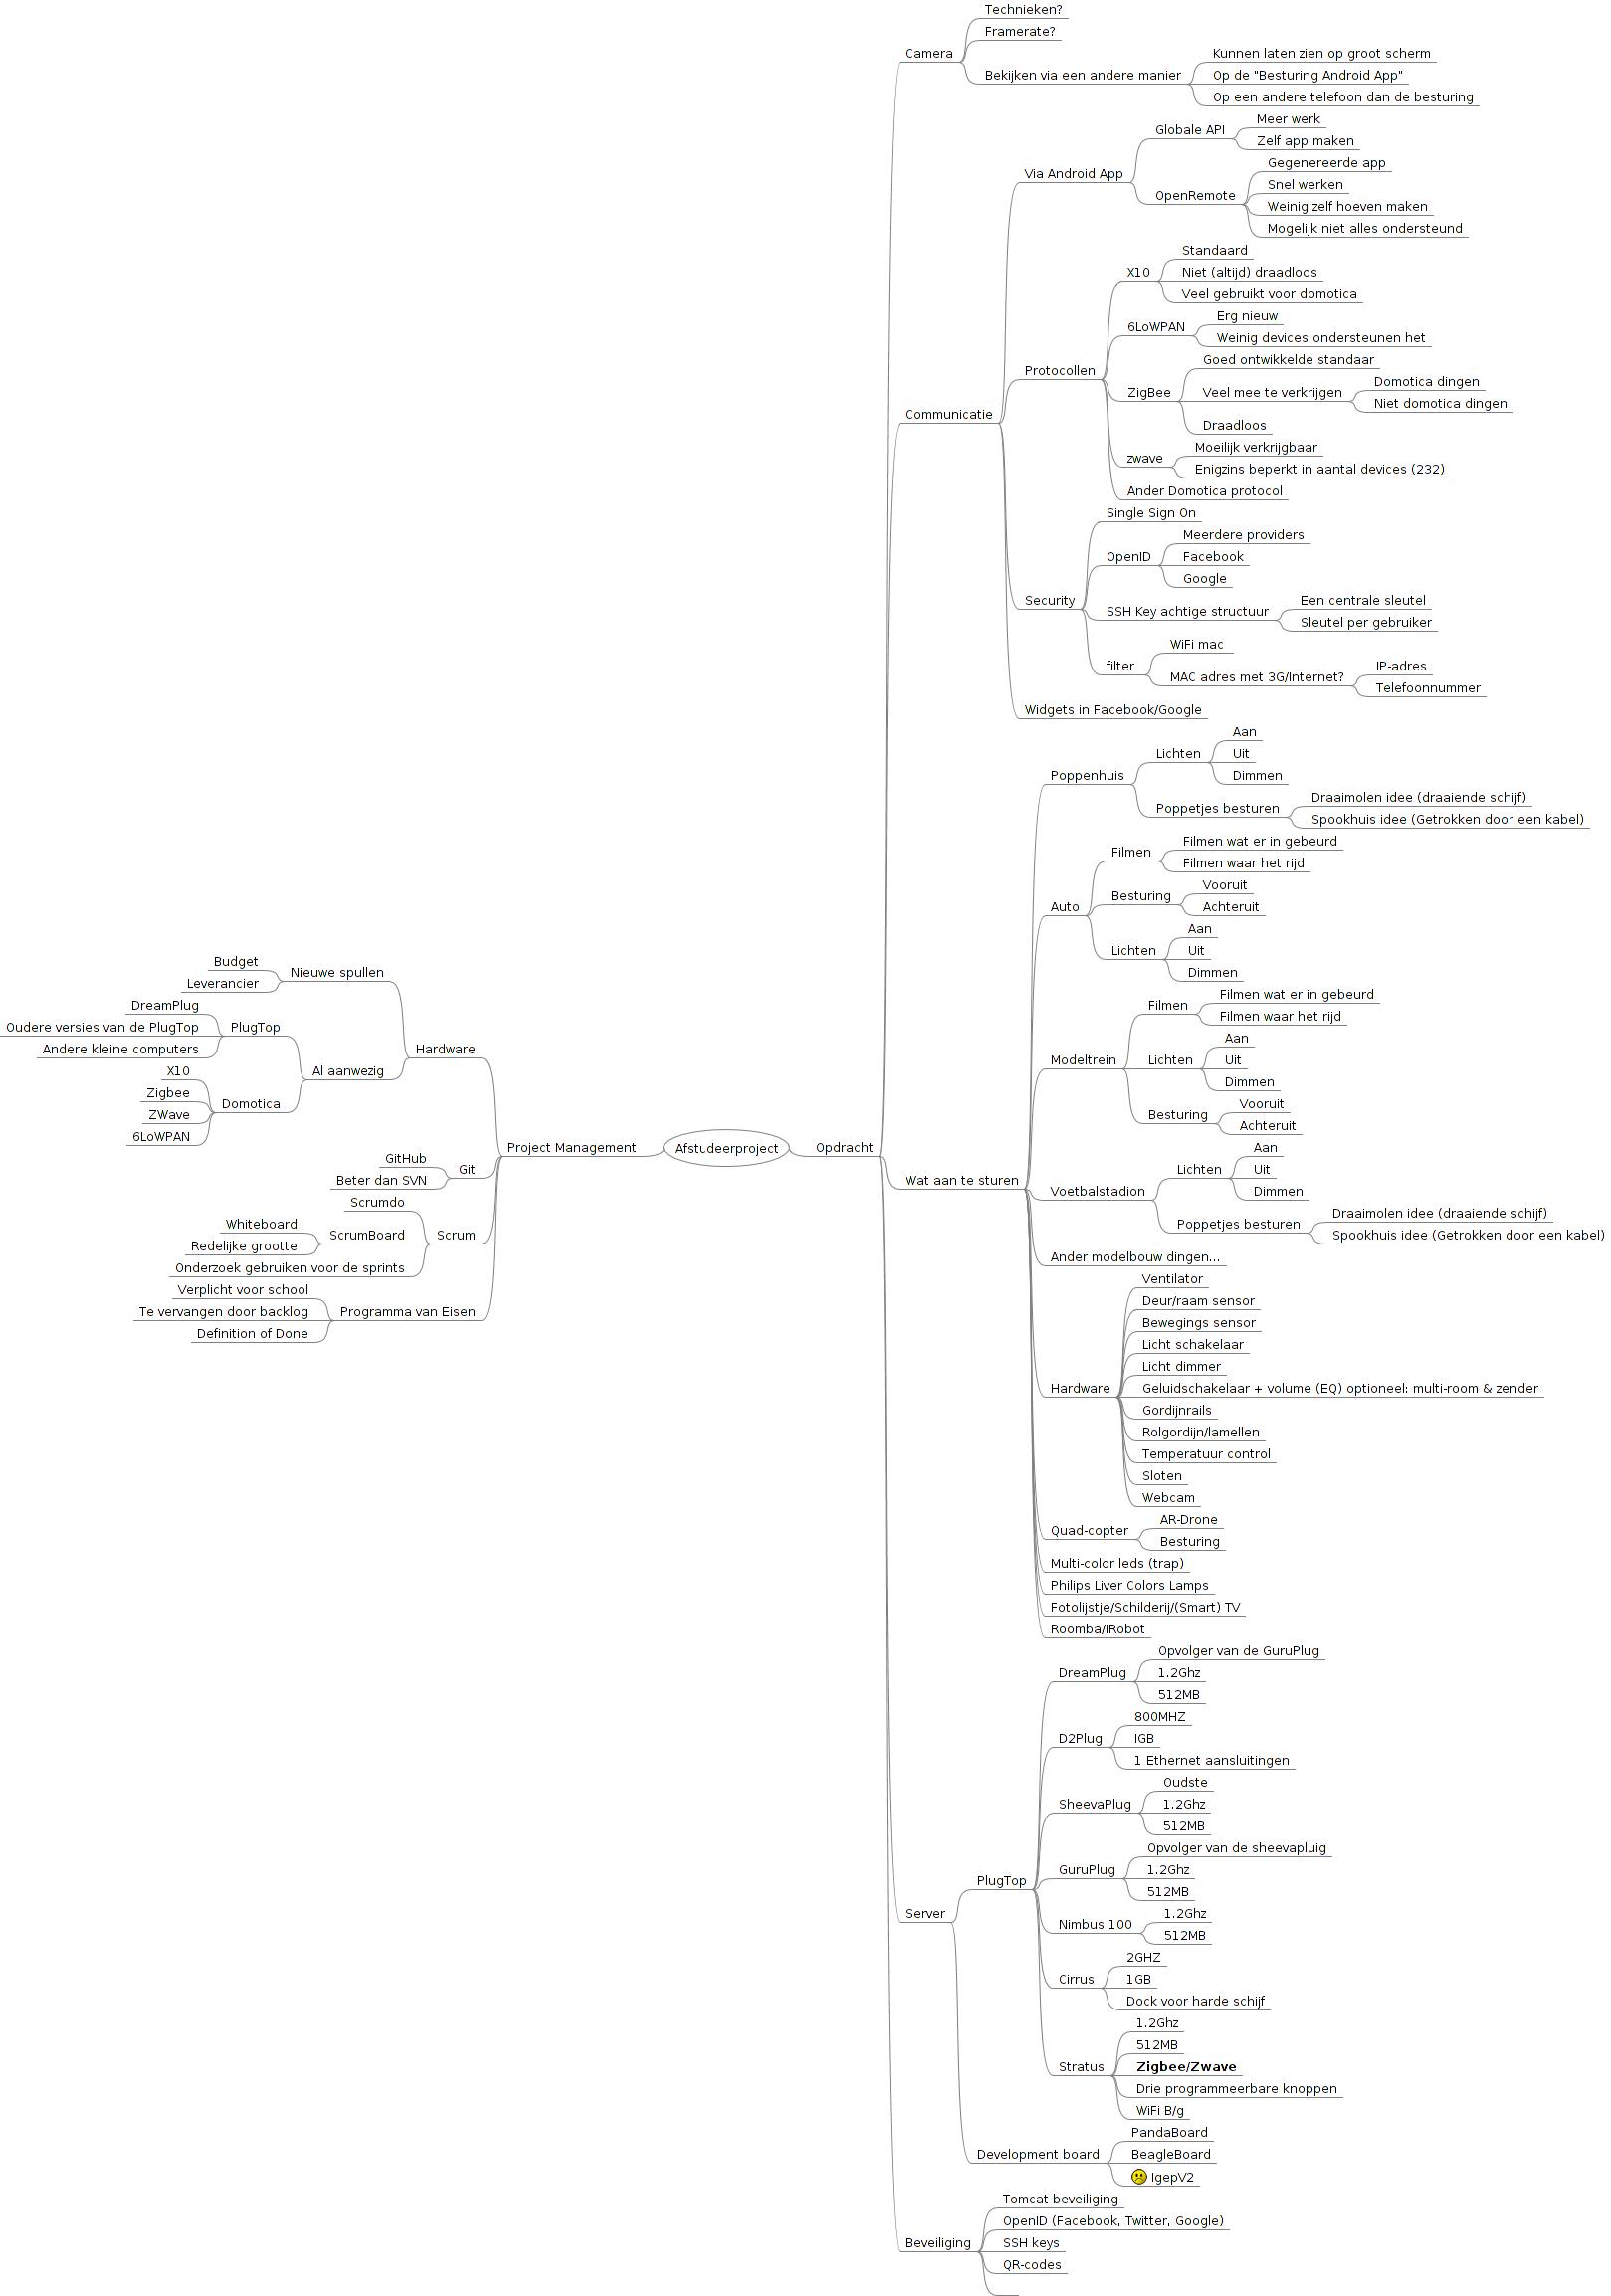 Afstudeerproject
Opdracht
Camera
Technieken?
Framerate?
Bekijken via een andere manier
Kunnen laten zien op groot scherm
Op de "Besturing Android App"
Op een andere telefoon dan de besturing
Communicatie
Via Android App
Globale API
Meer werk
Zelf app maken
OpenRemote
Gegenereerde app
Snel werken
Weinig zelf hoeven maken
Mogelijk niet alles ondersteund
Protocollen
X10
Standaard
Niet (altijd) draadloos
Veel gebruikt voor domotica
6LoWPAN
Erg nieuw
Weinig devices ondersteunen het
ZigBee
Goed ontwikkelde standaar
Veel mee te verkrijgen
Domotica dingen
Niet domotica dingen
Draadloos
zwave
Moeilijk verkrijgbaar
Enigzins beperkt in aantal devices (232)
Ander Domotica protocol
Security
Single Sign On
OpenID
Meerdere providers
Facebook
Google
SSH Key achtige structuur
Een centrale sleutel
Sleutel per gebruiker
filter
WiFi mac
MAC adres met 3G/Internet?
IP-adres
Telefoonnummer
Widgets in Facebook/Google
Wat aan te sturen
Poppenhuis
Lichten
Aan
Uit
Dimmen
Poppetjes besturen
Draaimolen idee (draaiende schijf)
Spookhuis idee (Getrokken door een kabel)
Auto
Filmen
Filmen wat er in gebeurd
Filmen waar het rijd
Besturing
Vooruit
Achteruit
Lichten
Aan
Uit
Dimmen
Modeltrein
Filmen
Filmen wat er in gebeurd
Filmen waar het rijd
Lichten
Aan
Uit
Dimmen
Besturing
Vooruit
Achteruit
Voetbalstadion
Lichten
Aan
Uit
Dimmen
Poppetjes besturen
Draaimolen idee (draaiende schijf)
Spookhuis idee (Getrokken door een kabel)
Ander modelbouw dingen...
Hardware
Ventilator
Deur/raam sensor
Bewegings sensor
Licht schakelaar
Licht dimmer
Geluidschakelaar + volume (EQ) optioneel: multi-room & zender
Gordijnrails
Rolgordijn/lamellen
Temperatuur control
Sloten
Webcam
Quad-copter
AR-Drone
Besturing
Multi-color leds (trap)
Philips Liver Colors Lamps
Fotolijstje/Schilderij/(Smart) TV
Roomba/iRobot
Server
PlugTop
DreamPlug
Opvolger van de GuruPlug
1.2Ghz
512MB
D2Plug
800MHZ
IGB
1 Ethernet aansluitingen
SheevaPlug
Oudste
1.2Ghz
512MB
GuruPlug
Opvolger van de sheevapluig
1.2Ghz
512MB
Nimbus 100
1.2Ghz
512MB
Cirrus
2GHZ
1GB
Dock voor harde schijf
Stratus
1.2Ghz
512MB
Zigbee/Zwave
Drie programmeerbare knoppen
WiFi B/g
Development board
PandaBoard
BeagleBoard
IgepV2
Beveiliging
Tomcat beveiliging
OpenID (Facebook, Twitter, Google)
SSH keys
QR-codes
Project Management
Hardware
Nieuwe spullen
Budget
Leverancier
Al aanwezig
PlugTop
DreamPlug
Oudere versies van de PlugTop
Andere kleine computers
Domotica
X10
Zigbee
ZWave
6LoWPAN
Git
GitHub
Beter dan SVN
Scrum
Scrumdo
ScrumBoard
Whiteboard
Redelijke grootte
Onderzoek gebruiken voor de sprints
Programma van Eisen
Verplicht voor school
Te vervangen door backlog
Definition of Done